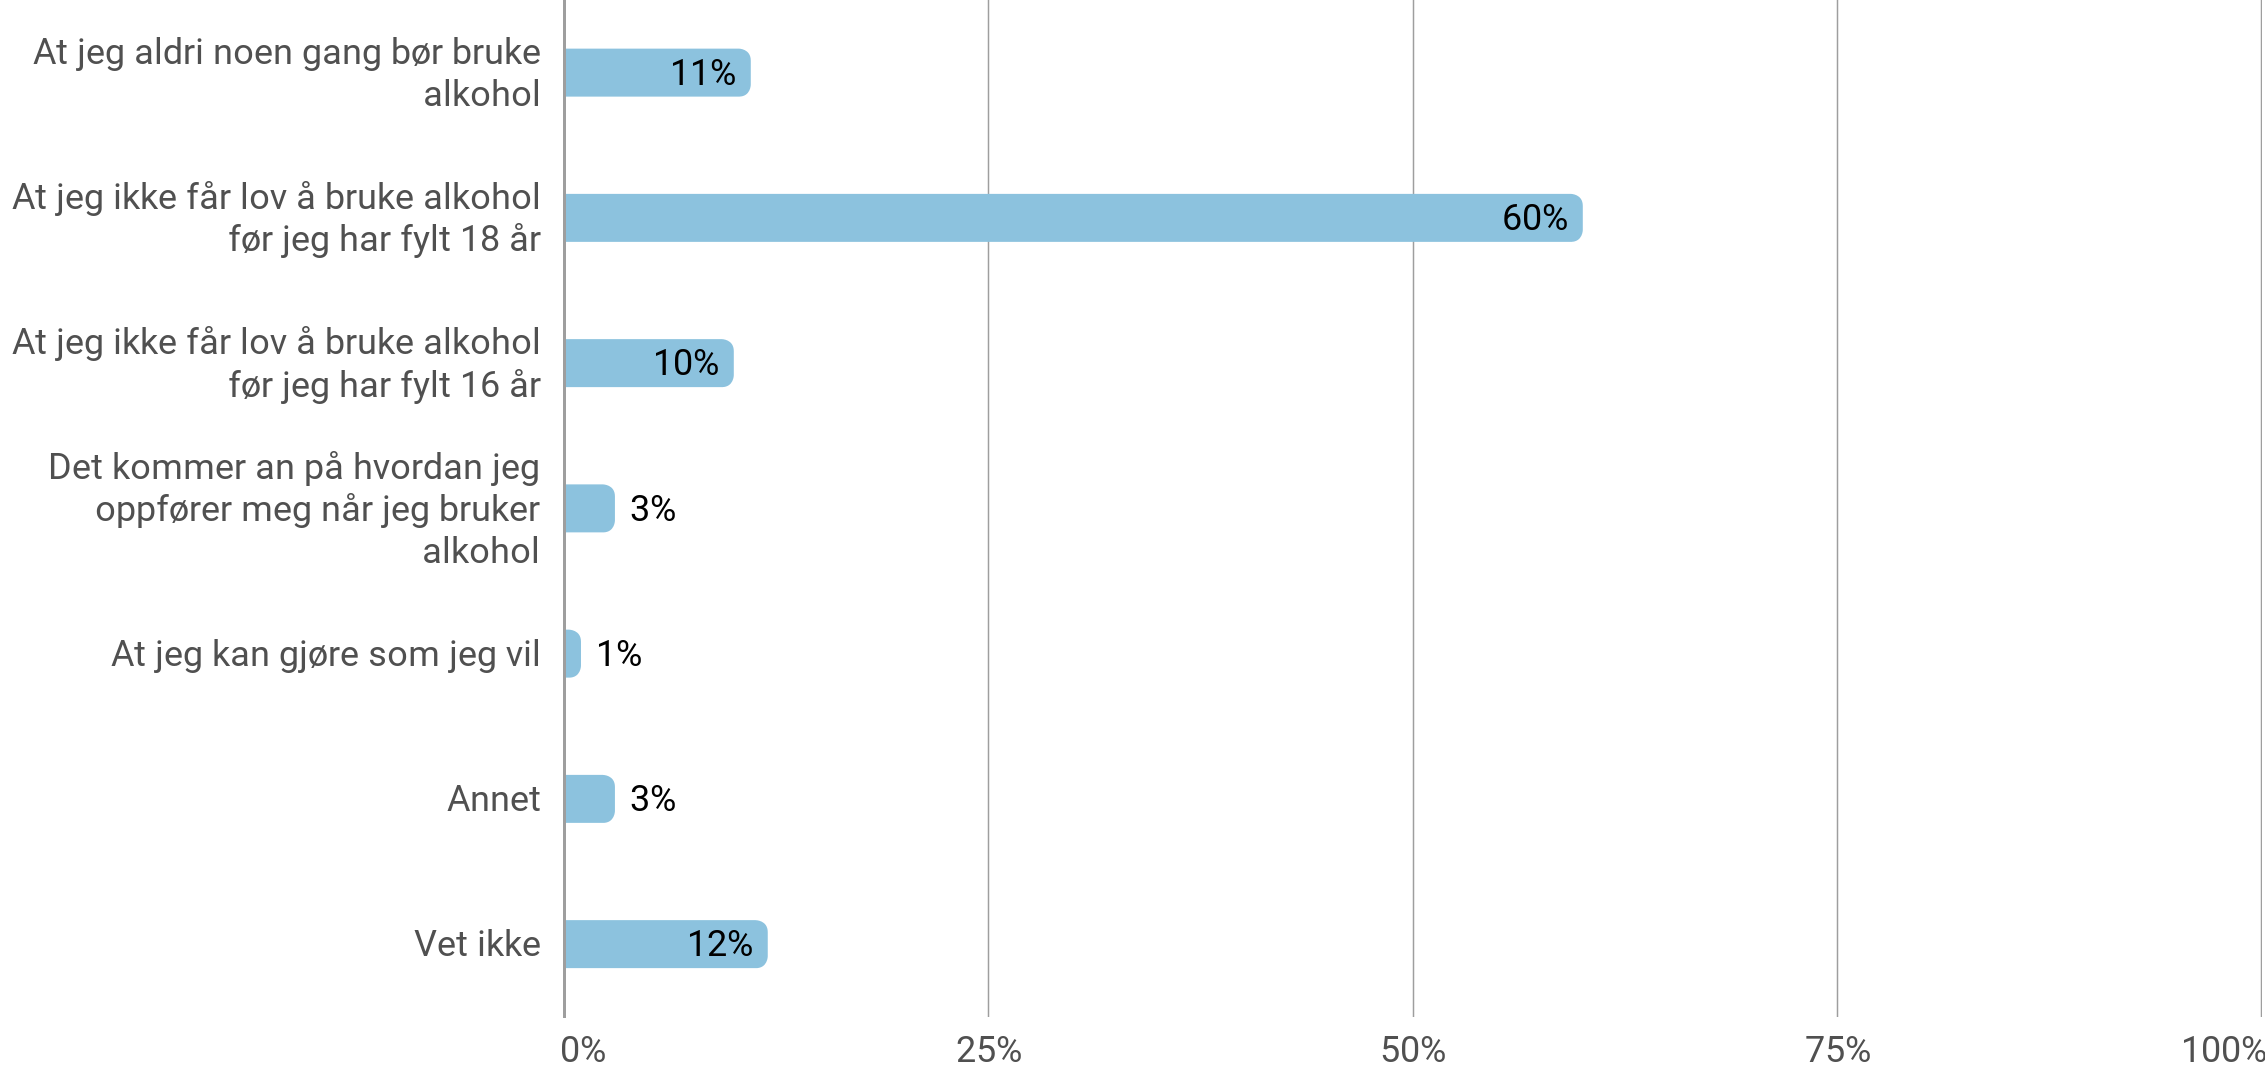 At jeg aldri noen gang bør bruke
alkohol
11%
At jeg ikke får lov å bruke alkohol
før jeg har fylt 18 år
60%
At jeg ikke får lov å bruke alkohol
før jeg har fylt 16 år
10%
Det kommer an på hvordan jeg
oppfører meg når jeg bruker
alkohol
3%
At jeg kan gjøre som jeg vil
1%
Annet
3%
Vet ikke
12%
0% 25% 50% 75% 100%